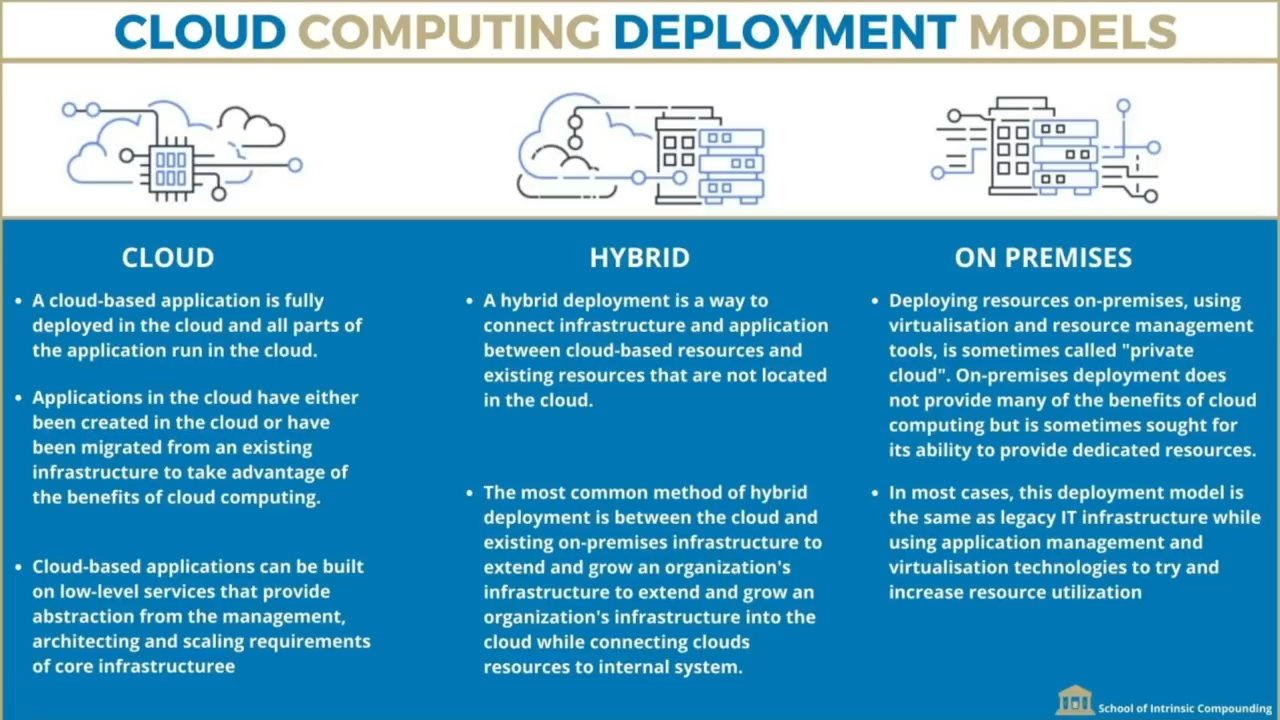 CLOUD COMPUTING DEPLOYMENT MODELS
CLOUD
• A cloud-based application is fully
deployed in the cloud and all parts of
the application run in the cloud.
• Applications in the cloud have either
been created in the cloud or have
been migrated from an existing
infrastructure to take advantage of
the benefits of cloud computing.
• Cloud-based applications can be built
on low-level services that provide
abstraction from the management,
architecting and scaling requirements
of core infrastructuree
HYBRID
• A hybrid deployment is a way to
connect infrastructure and application
between cloud-based resources and
existing resources that are not located
in the cloud.
• The most common method of hybrid
deployment is between the cloud and
existing on-premises infrastructure to
extend and grow an organization's
infrastructure to extend and grow an
organization's infrastructure into the
cloud while connecting clouds
resources to internal system.
ON PREMISES
• Deploying resources on-premises, using
virtualisation and resource management
tools, is sometimes called "private
cloud". On-premises deployment does
not provide many of the benefits of cloud
computing but is sometimes sought for
its ability to provide dedicated resources.
• In most cases, this deployment model is
the same as legacy IT infrastructure while
using application management and
virtualisation technologies to try and
increase resource utilization
School of Intrinsic Compounding